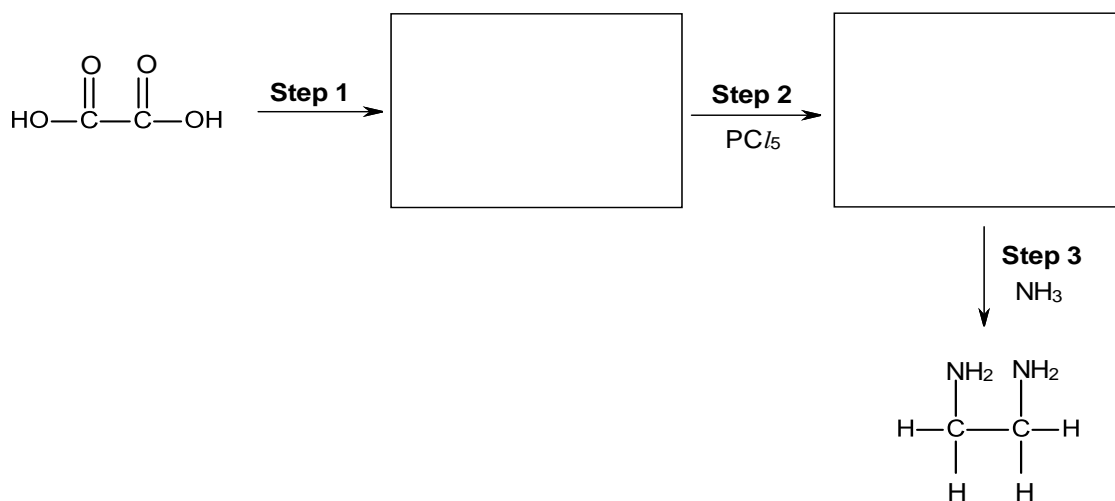 O O
HO C C OH
Step 1
Step 2
PCl5
Step 3
NH3
NH2 NH2
H C C H
H H